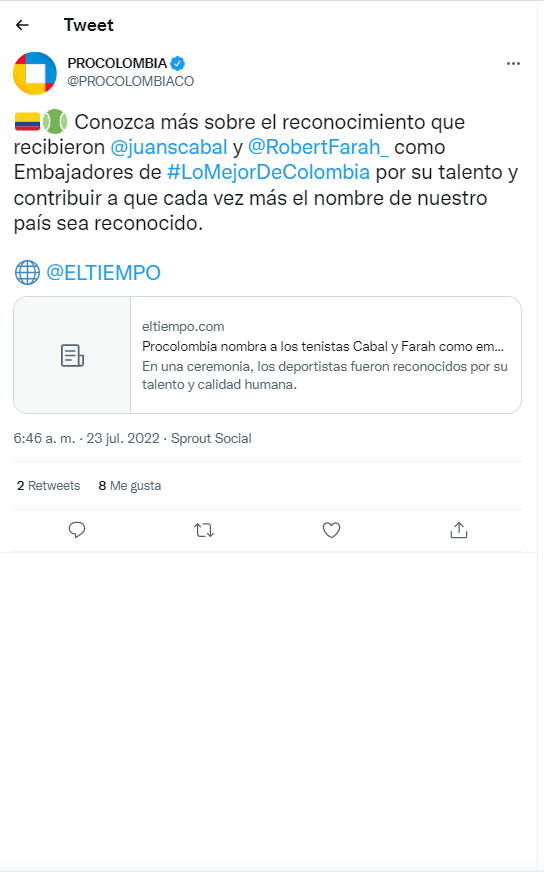 Tweet
PROCOLOMBIA
@PROCOLOMBIACO
Conozca más sobre el reconocimiento que
recibieron @juanscabal y @RobertFarah_ como
Embajadores de #LoMejorDeColombia por su talento y
contribuir a que cada vez más el nombre de nuestro
país sea reconocido.
@ELTIEMPO
eltiempo.com
Procolombia nombra a los tenistas Cabal y Farah como em...
En una ceremonia, los deportistas fueron reconocidos por su
talento y calidad humana.
6:46 a. m. · 23 jul. 2022 · Sprout Social
2 Retweets 8 Me gusta